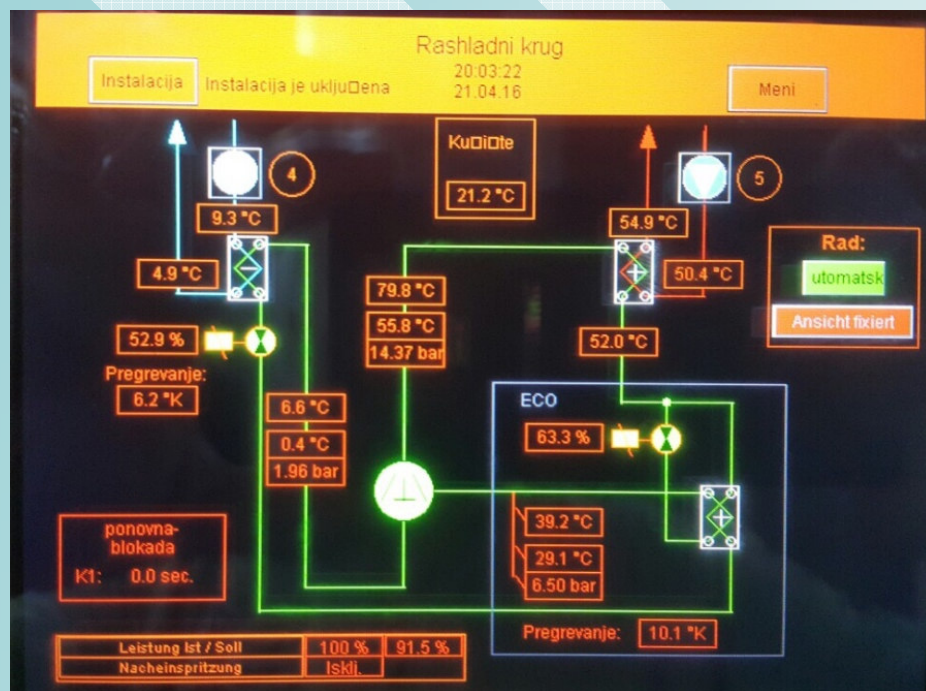 Rashladni krug
20:03:22
21.04.16
Instalacija
Instalacija je uklju□ena
Meni
Ku□i□te
21.2 °C
4
5
9.3 °C
4.9 °C
54.9 °C
50.4 °C
Rad:
utomatsk
Ansicht fixiert
79.8 °C
55.8 °C
14.37 bar
52.0 °C
52.9 %
Pregrevanje:
6.2 °K
6.6 °C
0.4 °C
1.96 bar
ECO
63.3 %
39.2 °C
29.1 °C
6.50 bar
Pregrevanje: 10.1 °K
ponovna-
blokada
K1: 0.0 sec.
Leistung Ist / Soll 100 % 91.5 %
Nacheinspritzung Isklj.